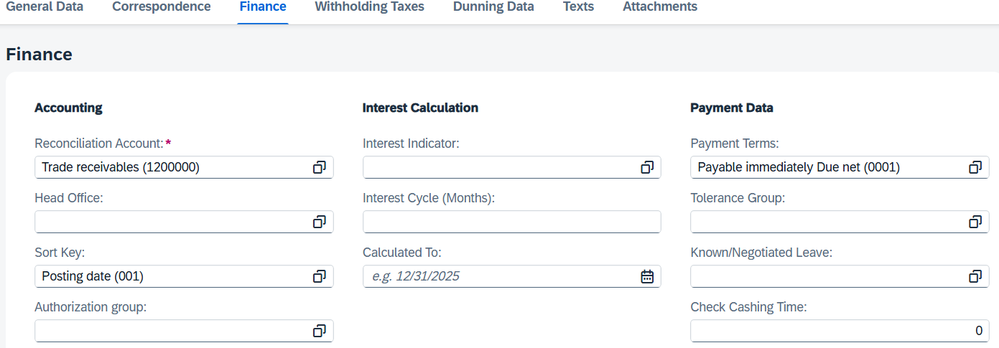 General Data Correspondence Finance Withholding Taxes Dunning Data Texts Attachments
Finance
Accounting
Reconciliation Account:*
Trade receivables (1200000)
Head Office:
Sort Key:
Posting date (001)
Authorization group:
Interest Calculation
Interest Indicator:
Interest Cycle (Months):
Calculated To:
e.g. 12/31/2025
Payment Data
Payment Terms:
Payable immediately Due net (0001)
Tolerance Group:
Known/Negotiated Leave:
Check Cashing Time:
0